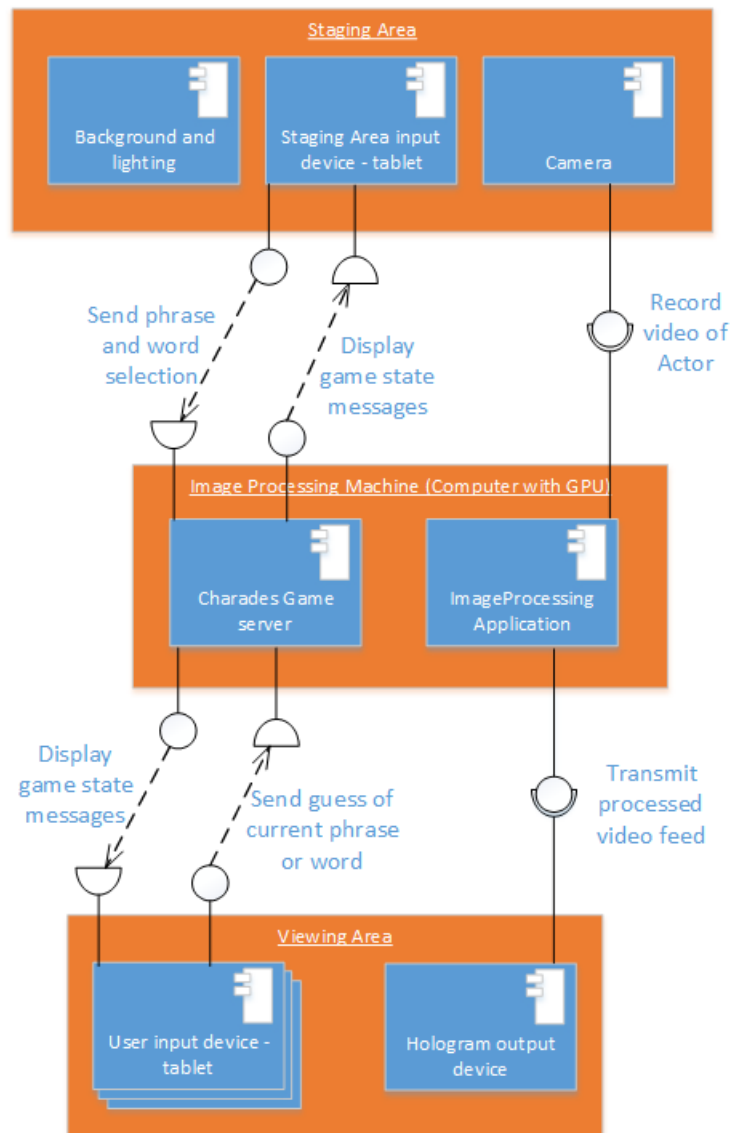 Staging Area
Background and
lighting
Staging Area input
device - tablet
Camera
Send phrase
and word
selection
Display
game state
messages
Record
video of
Actor
Image Processing Machine (Computer with GPU)
Charades Game
server
ImageProcessing
Application
Display
game state
messages
Send guess of
current phrase
or word
Transmit
processed
video feed
Viewing Area
User input device -
tablet
Hologram output
device